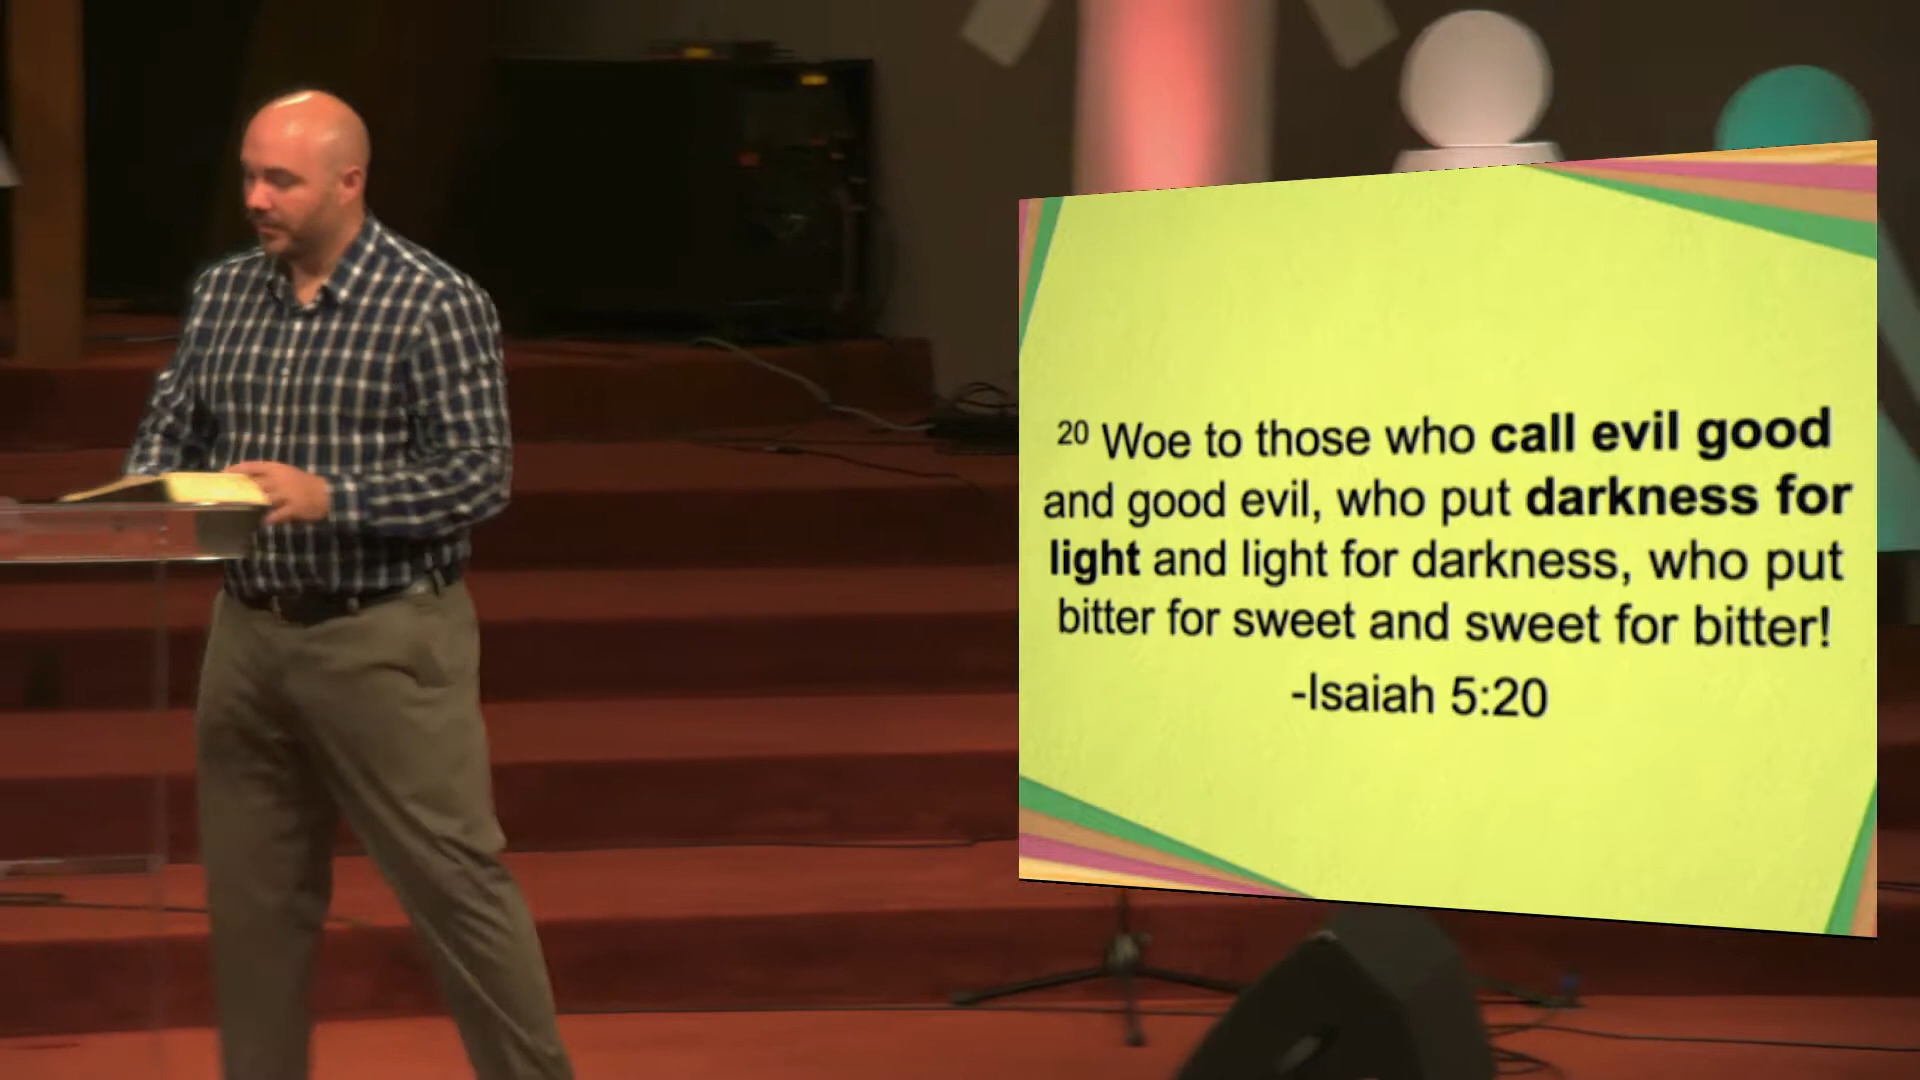 20 Woe to those who call evil good
and good evil, who put darkness for
light and light for darkness, who put
bitter for sweet and sweet for bitter!
-Isaiah 5:20